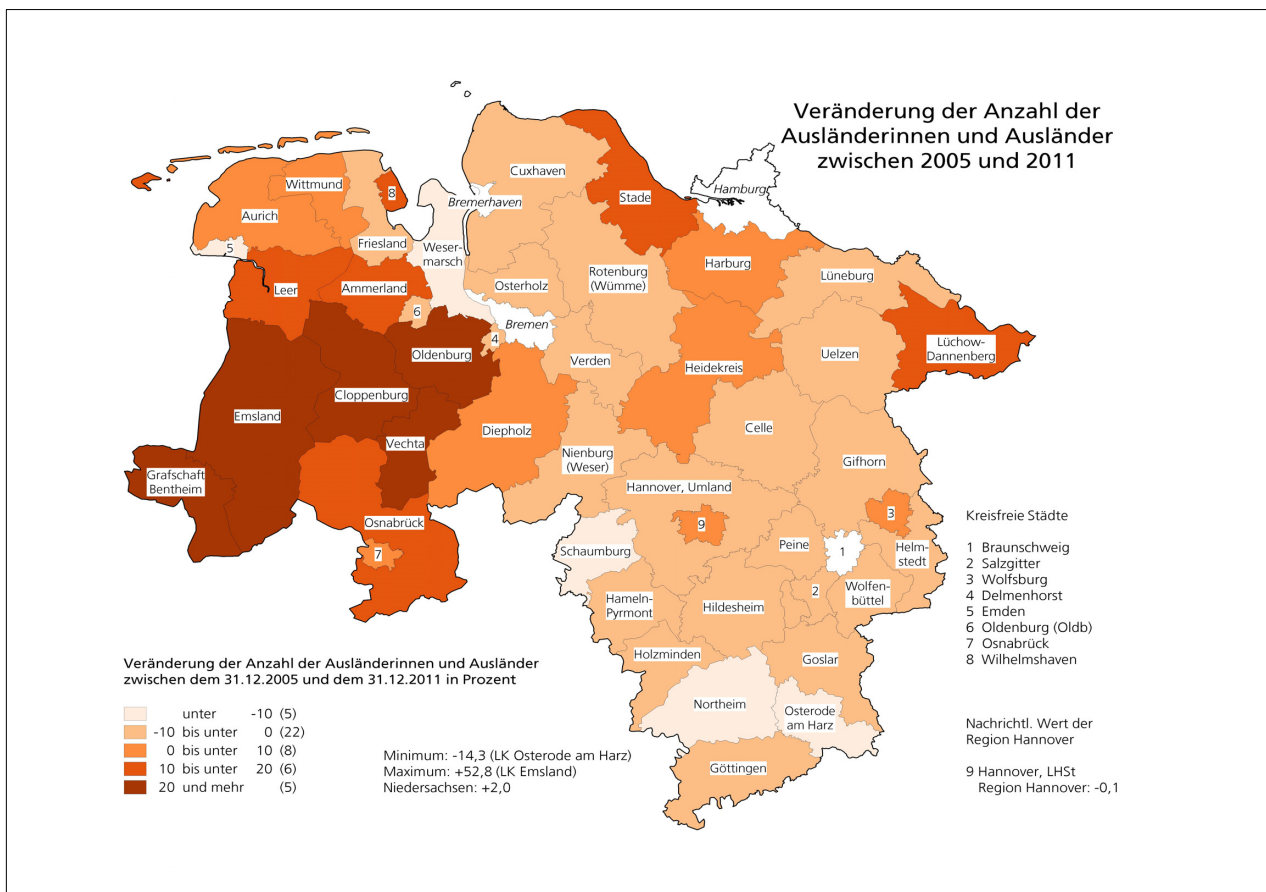 Veränderung der Anzahl der
Ausländerinnen und Ausländer
zwischen 2005 und 2011
Cuxhaven
Wittmund
8
Stade
Hamburg
Bremerhaven
Aurich
5
Friesland
Weser-
marsch
Harburg
Lüneburg
Rotenburg
(Wümme)
Leer
Ammerland
Osterholz
6
Bremen
4
Oldenburg
Verden
Heidekreis
Uelzen
Lüchow-
Dannenberg
Cloppenburg
Emsland
Vechta
Diepholz
Celle
Nienburg
(Weser)
Gifhorn
Grafschaft
Bentheim
Hannover, Umland
Osnabrück
9
3
7
Schaumburg
Peine
1
Helm-
stedt
2
Wolfen-
büttel
Hameln-
Pyrmont
Hildesheim
Holzminden
Goslar
Northeim
Osterode
am Harz
Göttingen
Kreisfreie Städte
1 Braunschweig
2 Salzgitter
3 Wolfsburg
4 Delmenhorst
5 Emden
6 Oldenburg (Oldb)
7 Osnabrück
8 Wilhelmshaven
Nachrichtl. Wert der
Region Hannover
9 Hannover, LHSt
Region Hannover: -0,1
Veränderung der Anzahl der Ausländerinnen und Ausländer
zwischen dem 31.12.2005 und dem 31.12.2011 in Prozent
unter -10 (5)
-10 bis unter 0 (22)
0 bis unter 10 (8)
10 bis unter 20 (6)
20 und mehr (5)
Minimum: -14,3 (LK Osterode am Harz)
Maximum: +52,8 (LK Emsland)
Niedersachsen: +2,0